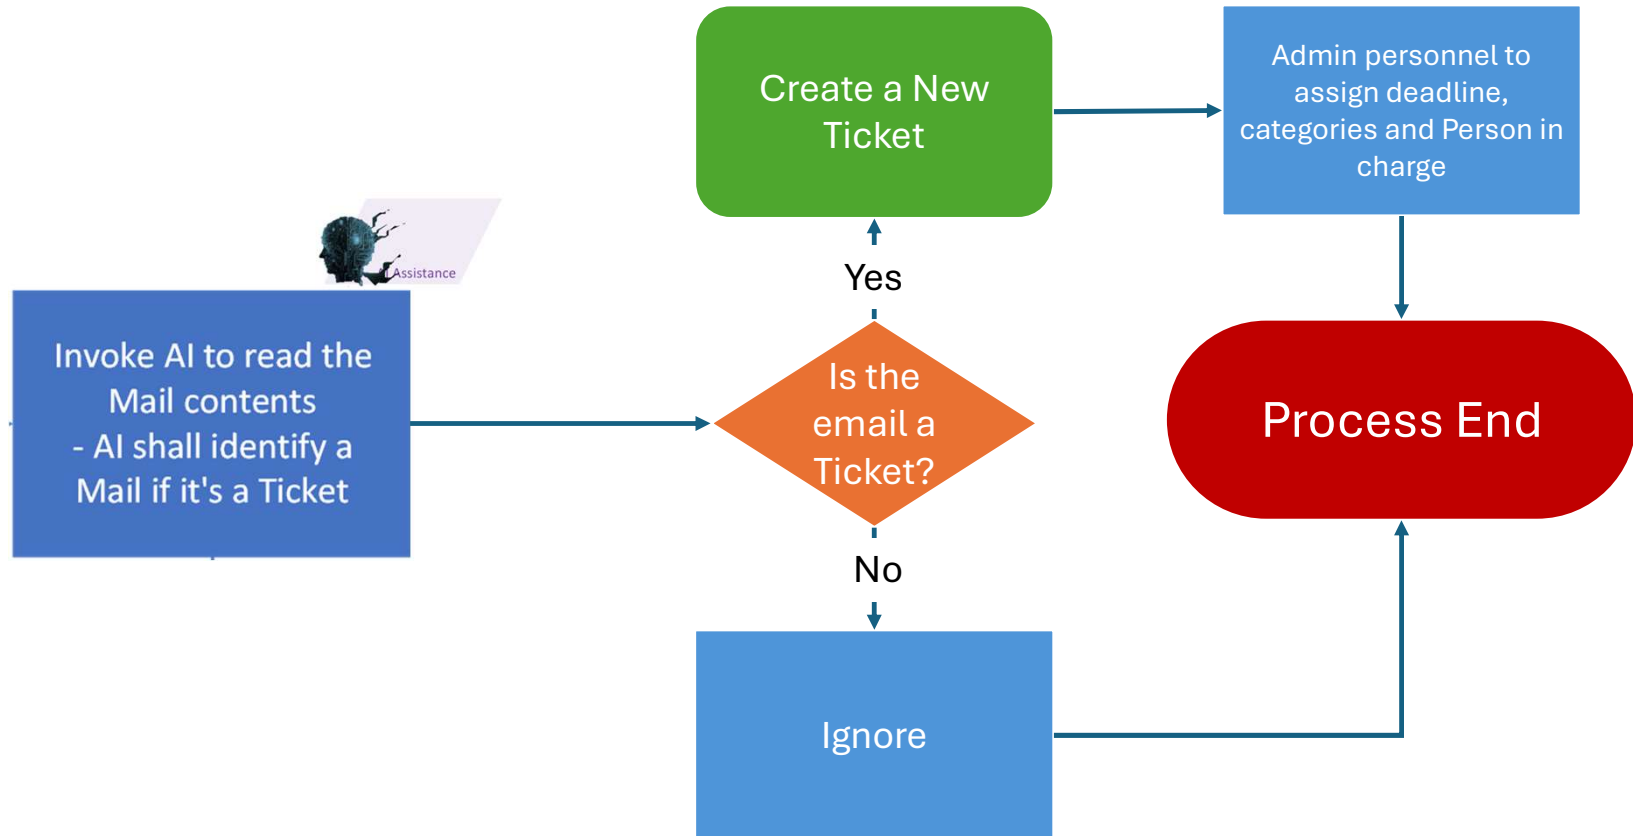 Create a New
Ticket
Admin personnel to
assign deadline,
categories and Person in
charge
Assistance
Yes
Invoke AI to read the
Mail contents
- AI shall identify a
Mail if it's a Ticket
Is the
email a
Ticket?
Process End
No
Ignore